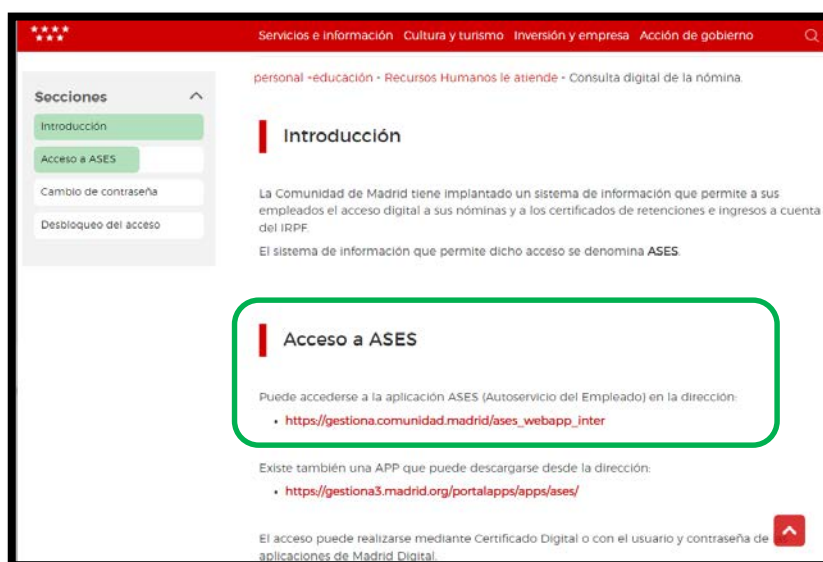 Servicios e información Cultura y turismo Inversión y empresa Acción de gobierno
personal +educación - Recursos Humanos le atiende - Consulta digital de la nómina.
Secciones
Introducción
Acceso a ASES
Cambio de contraseña
Desbloqueo del acceso
Introducción
La Comunidad de Madrid tiene implantado un sistema de información que permite a sus
empleados el acceso digital a sus nóminas y a los certificados de retenciones e ingresos a cuenta
del IRPF.
El sistema de información que permite dicho acceso se denomina ASES.
Acceso a ASES
Puede accederse a la aplicación ASES (Autoservicio del Empleado) en la dirección:
• https://gestiona.comunidad.madrid/ases_webapp_inter
Existe también una APP que puede descargarse desde la dirección:
• https://gestiona3.madrid.org/portalapps/apps/ases/
El acceso puede realizarse mediante Certificado Digital o con el usuario y contraseña de
aplicaciones de Madrid Digital.